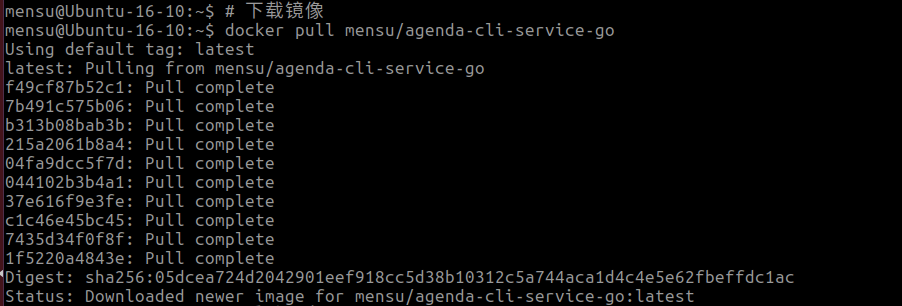 mensu@Ubuntu-16-10:~$ # 下载镜像
mensu@Ubuntu-16-10:~$ docker pull mensu/agenda-cli-service-go
Using default tag: latest
latest: Pulling from mensu/agenda-cli-service-go
f49cf87b52c1: Pull complete
7b491c575b06: Pull complete
b313b08bab3b: Pull complete
215a2061b8a4: Pull complete
04fa9dcc5f7d: Pull complete
044102b3b4a1: Pull complete
37e616f9e3fe: Pull complete
c1c46e45bc45: Pull complete
7435d34f0f8f: Pull complete
1f5220a4843e: Pull complete
Digest: sha256:05dcea724d2042901eef918cc5d38b10312c5a744aca1d4c4e5e62fbeffdc1ac
Status: Downloaded newer image for mensu/agenda-cli-service-go:latest